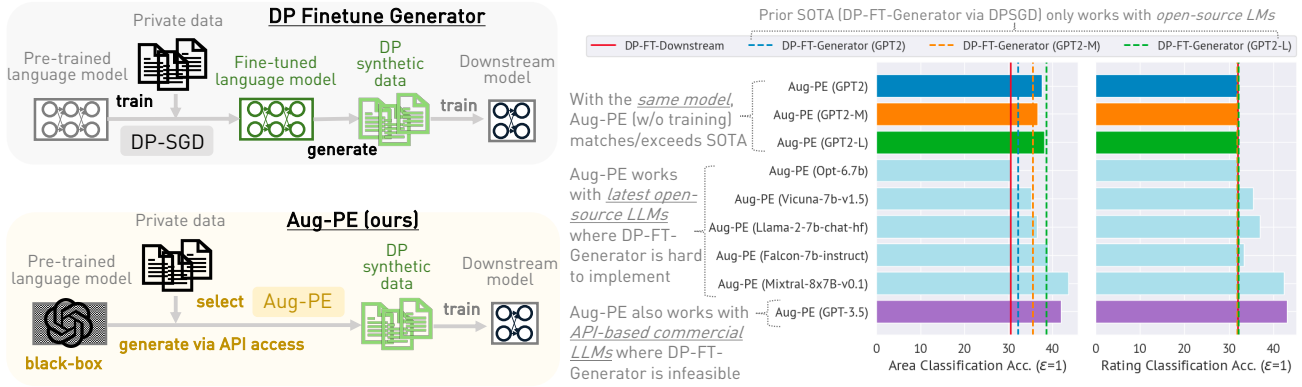 DP Finetune Generator
Private data
Pre-trained
language model
train
DP-SGD
Fine-tuned
language model
generate
DP
synthetic
data
train
Downstream
model
Aug-PE (ours)
Private data
Pre-trained
language model
black-box
select
Aug-PE
generate via API access
DP
synthetic
data
train
Downstream
model
Prior SOTA (DP-FT-Generator via DPSGD) only works with open-source LMs
DP-FT-Downstream
DP-FT-Generator (GPT2)
DP-FT-Generator (GPT2-M)
DP-FT-Generator (GPT2-L)
With the same model,
Aug-PE (w/o training)
matches/exceeds SOTA
Aug-PE works
with latest open-
source LLMs
where DP-FT-
Generator is hard
to implement
Aug-PE also works with
API-based commercial
LLMs where DP-FT-
Generator is infeasible
Aug-PE (GPT2)
Aug-PE (GPT2-M)
Aug-PE (GPT2-L)
Aug-PE (Opt-6.7b)
Aug-PE (Vicuna-7b-v1.5)
Aug-PE (Llama-2-7b-chat-hf)
Aug-PE (Falcon-7b-instruct)
Aug-PE (Mixtral-8x7B-v0.1)
Aug-PE (GPT-3.5)
0 10 20 30 40
Area Classification Acc. (ε=1)
0 10 20 30 40
Rating Classification Acc. (ε=1)